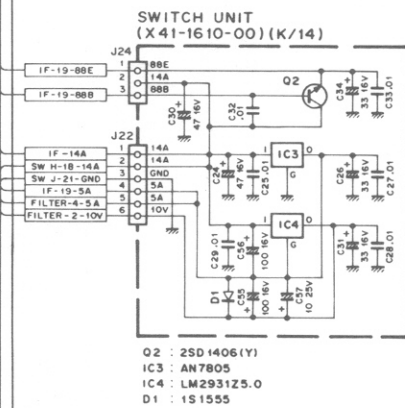 SWITCH UNIT
(X41-1610-00)(K/14)
J24
IF-19-88E
1
88E
2
14A
IF-19-88B
3
88B
Q2
C30
47 16V
C32
.01
C34
33 16V
C33
.01
J22
IF-14A
1
14A
SW H-18-14A
2
14A
SW J-21-GND
3
GND
IF-19-5A
4
5A
FILTER-4-5A
5
5A
FILTER-2-10V
6
10V
C24
47 16V
C25
.01
I
IC3
O
G
C26
33 16V
C27
.01
I
IC4
O
G
C29
.01
C56
100 16V
C31
33 16V
C28
.01
D1
C55
100 16V
C57
10 25V
Q2 : 2SD1406(Y)
IC3 : AN7805
IC4 : LM2931Z5.0
D1 : 1S1555